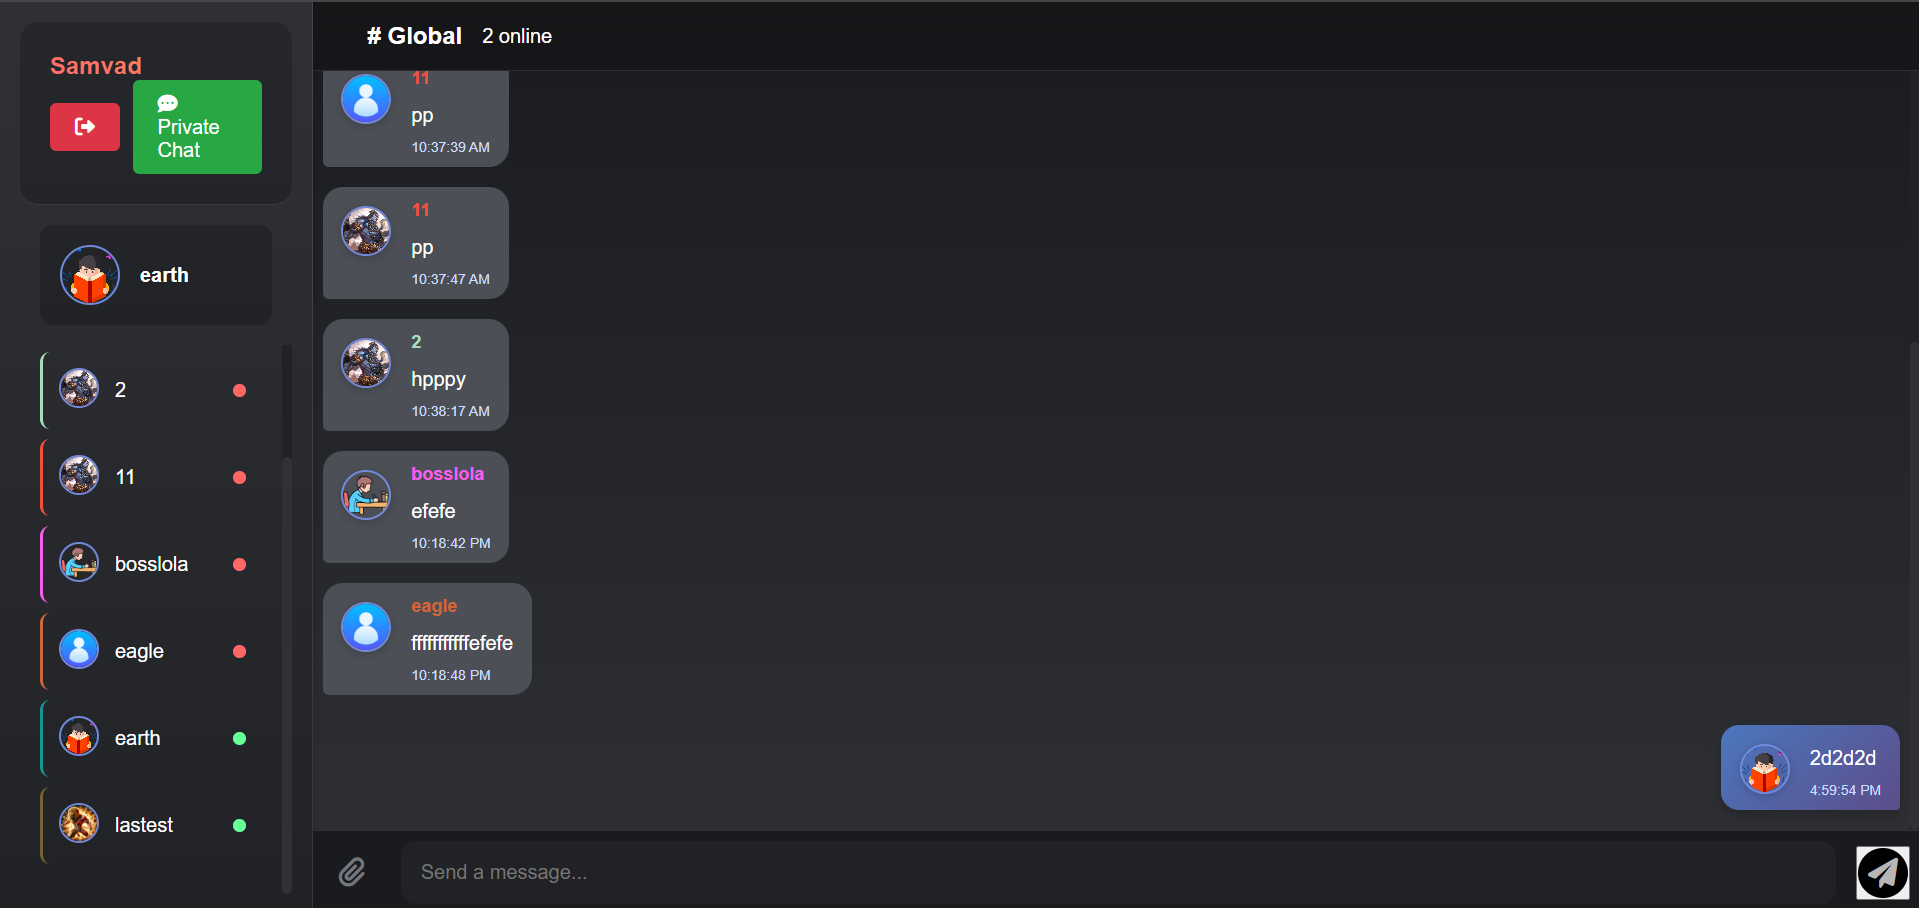 Samvad
Private
Chat
earth
2
11
bosslola
eagle
earth
lastest
# Global 2 online
11
pp
10:37:39 AM
11
pp
10:37:47 AM
2
hpppy
10:38:17 AM
bosslola
efefe
10:18:42 PM
eagle
fffffffffffefefe
10:18:48 PM
2d2d2d
4:59:54 PM
Send a message...